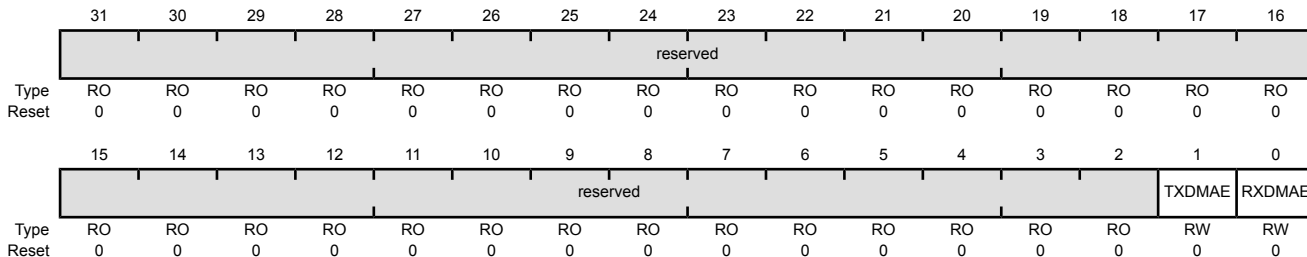 31 30 29 28 27 26 25 24 23 22 21 20 19 18 17 16
reserved
Type RO RO RO RO RO RO RO RO RO RO RO RO RO RO RO RO
Reset 0 0 0 0 0 0 0 0 0 0 0 0 0 0 0 0
15 14 13 12 11 10 9 8 7 6 5 4 3 2 1 0
reserved TXDMAE RXDMAE
Type RO RO RO RO RO RO RO RO RO RO RO RO RO RO RW RW
Reset 0 0 0 0 0 0 0 0 0 0 0 0 0 0 0 0